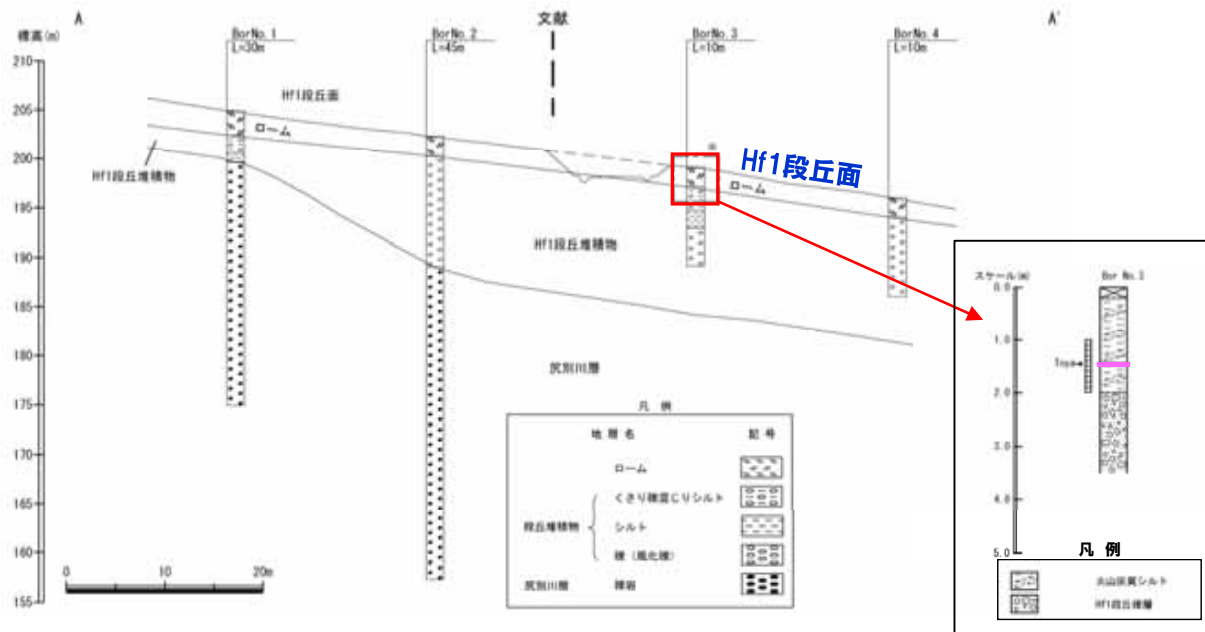 A
文献
A'
標高(m)
BorNo.1
L=30m
BorNo.2
L=45m
BorNo.3
L=10m
BorNo.4
L=10m
210
205
200
195
190
185
180
175
170
165
160
155
Hf1段丘面
ローム
Hf1段丘堆積物
Hf1段丘面
ローム
Hf1段丘堆積物
尻別川層
0 10 20m
凡 例
地 層 名 記 号
ローム
段丘堆積物
くさり礫混じりシルト
シルト
礫（風化礫）
尻別川層 礫岩
スケール(m)
Bor No.3
0.0
1.0
Toya
2.0
3.0
4.0
5.0
凡 例
火山灰質シルト
Hf1段丘礫層